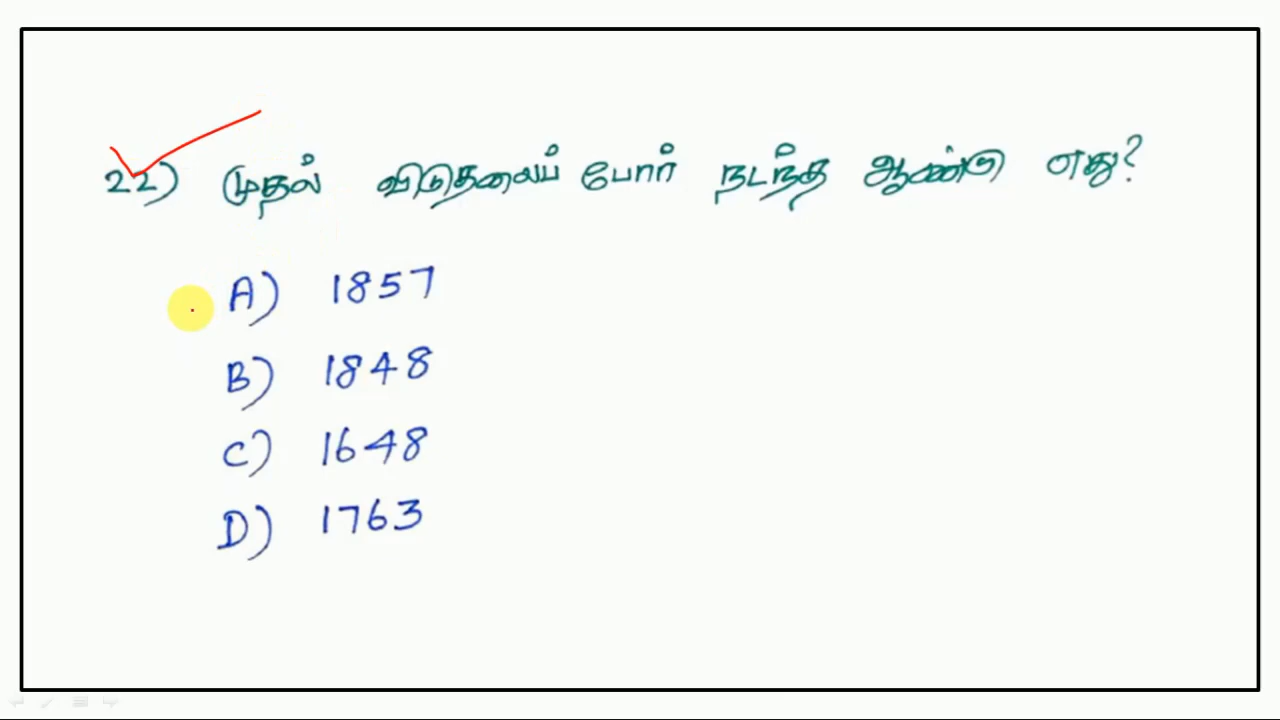 22) முதல் விடுதலைப் போர் நடந்த ஆண்டு எது?
A) 1857
B) 1848
C) 1648
D) 1763